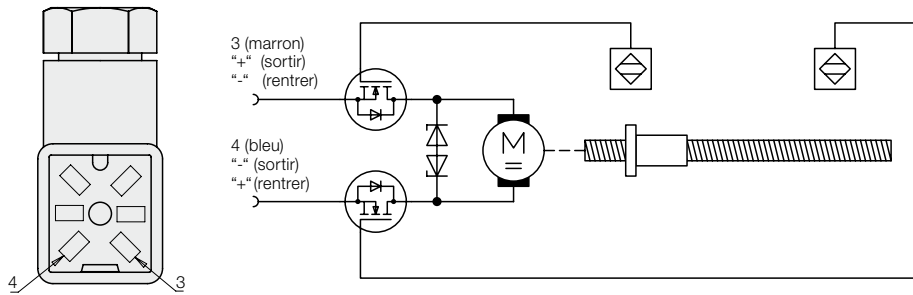 3 (marron)
“+“ (sortir)
“-“ (rentrer)
4 (bleu)
“-“ (sortir)
“+“(rentrer)
M
4
3